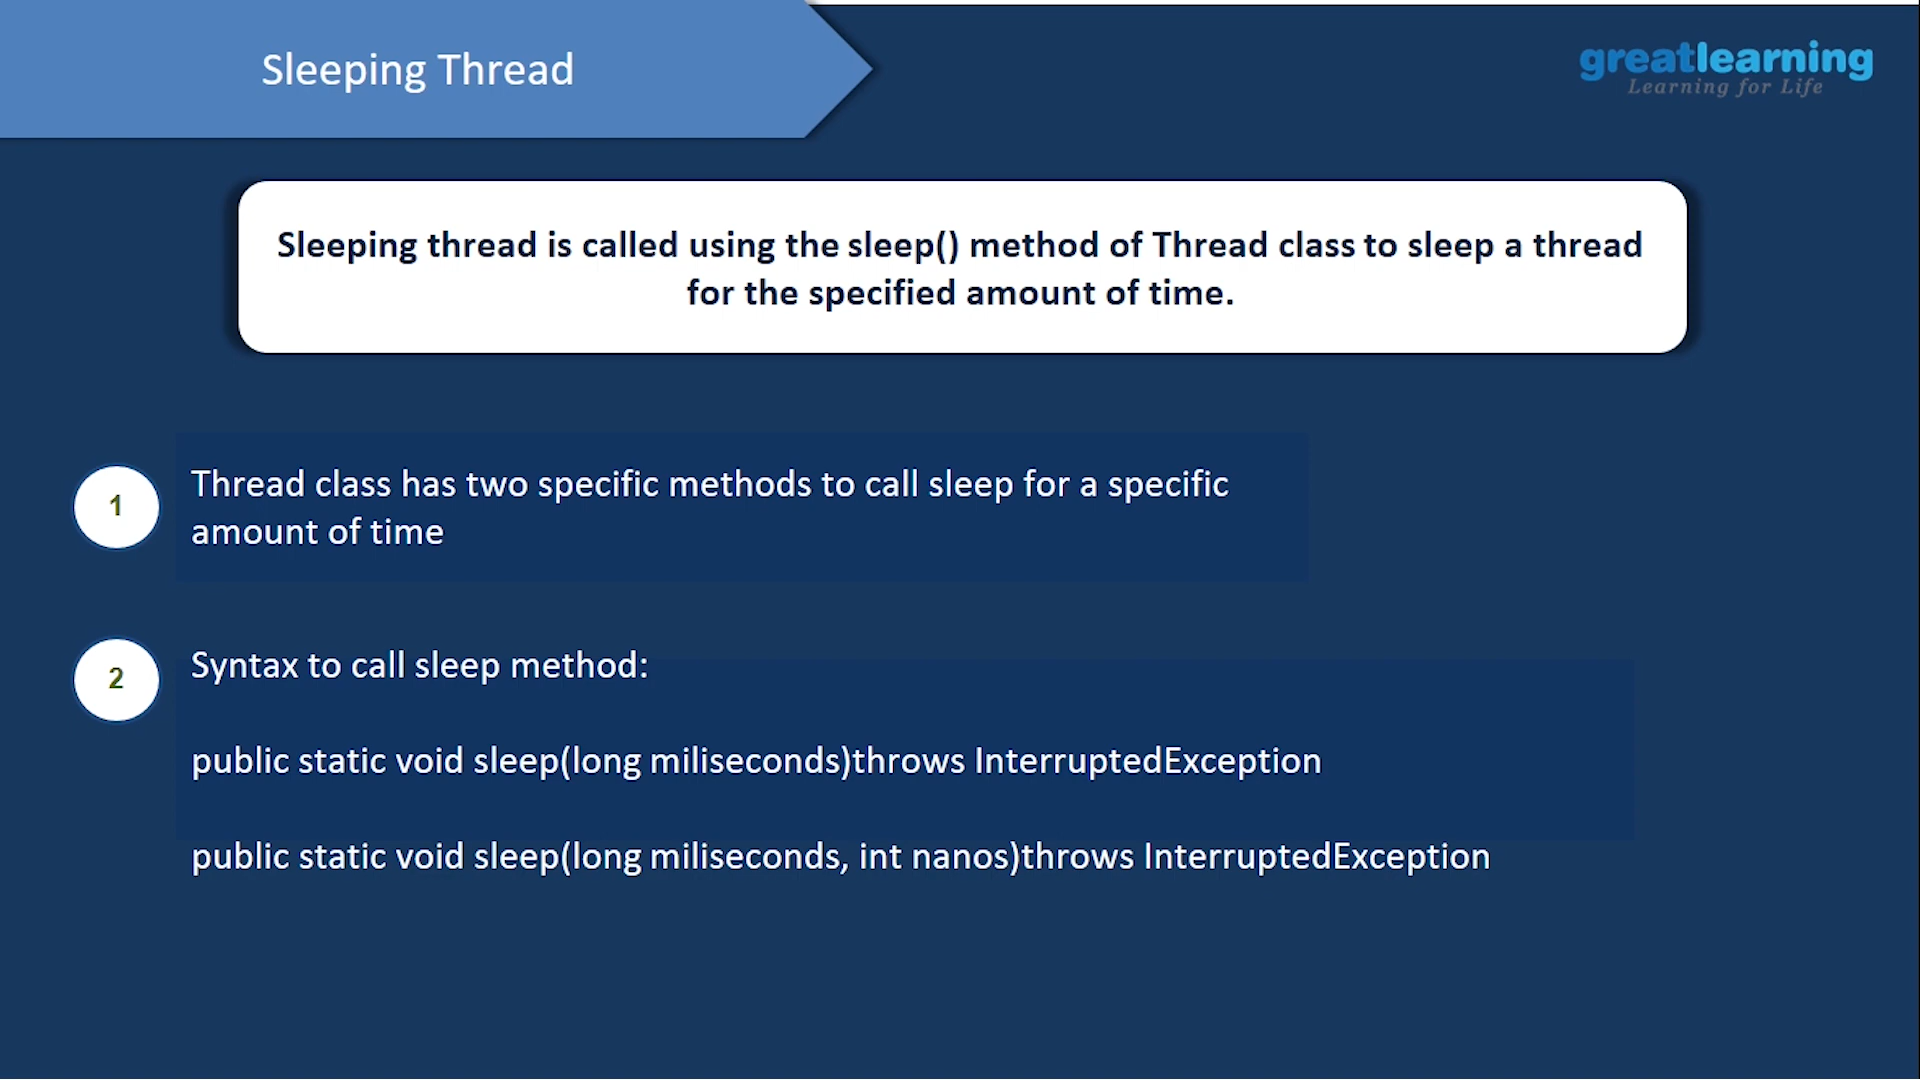 Sleeping Thread
greatlearning
Learning for Life
Sleeping thread is called using the sleep() method of Thread class to sleep a thread
for the specified amount of time.
1
Thread class has two specific methods to call sleep for a specific
amount of time
2
Syntax to call sleep method:
public static void sleep(long miliseconds)throws InterruptedException
public static void sleep(long miliseconds, int nanos)throws InterruptedException